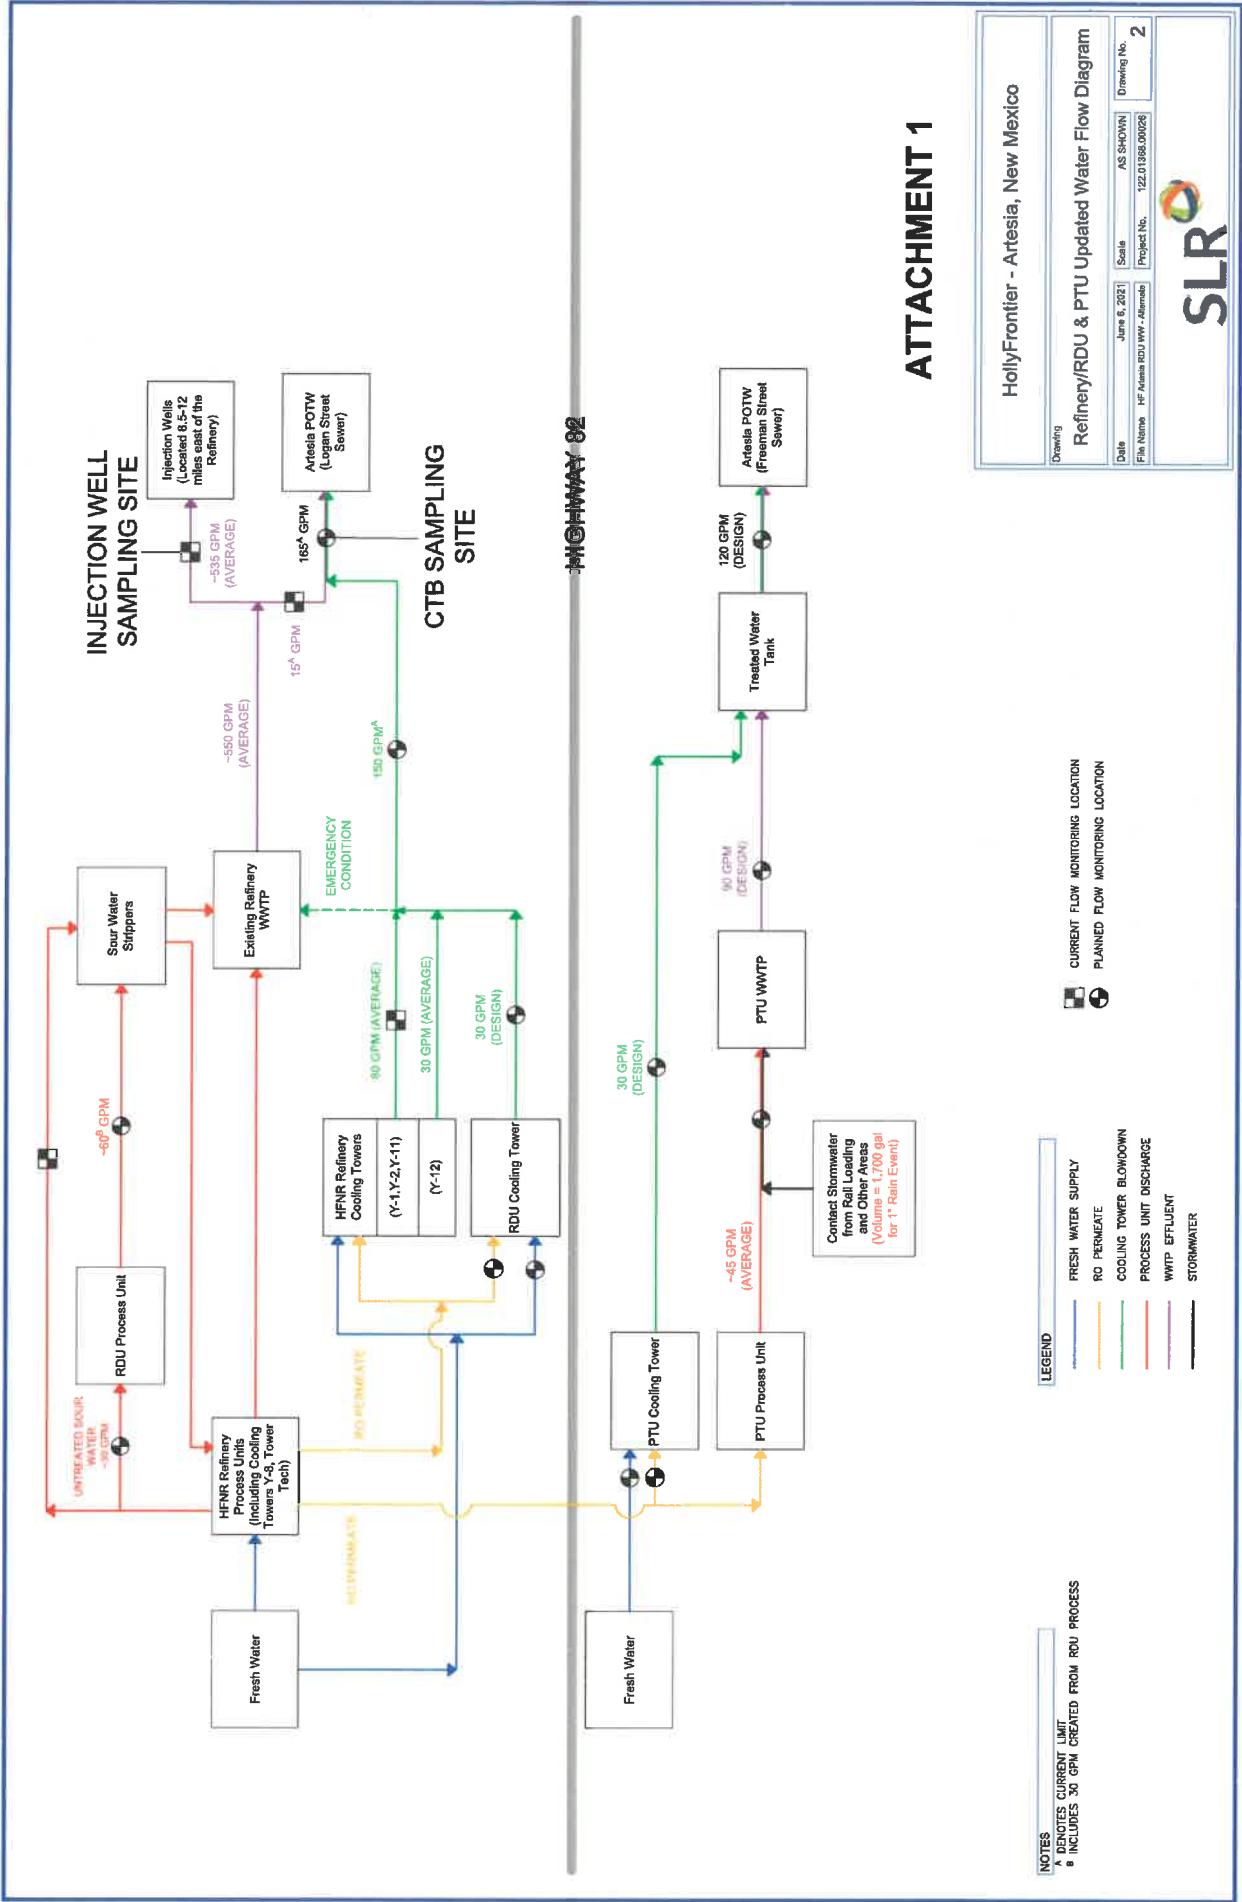 INJECTION WELL
SAMPLING SITE
Injection Wells
(Located 8.5-12
miles east of the
Refinery)
~535 GPM
(AVERAGE)
Artesia POTW
(Logan Street
Sewer)
165ᴬ GPM
CTB SAMPLING
SITE
15ᴬ GPM
~550 GPM
(AVERAGE)
150 GPMᴬ
Sour Water
Strippers
Existing Refinery
WWTP
EMERGENCY
CONDITION
80 GPM (AVERAGE)
30 GPM (AVERAGE)
30 GPM
(DESIGN)
~60ᴮ GPM
HFNR Refinery
Cooling Towers
(Y-1,Y-2,Y-11)
(Y-12)
RDU Cooling Tower
RDU Process Unit
UNTREATED SOUR
WATER
~30 GPM
HFNR Refinery
Process Units
(Including Cooling
Towers Y-8, Tower
Tech)
RO PERMEATE
Fresh Water
HIGHWAY 82
Fresh Water
PTU Cooling Tower
PTU Process Unit
30 GPM
(DESIGN)
~45 GPM
(AVERAGE)
Contact Stormwater
from Rail Loading
and Other Areas
(Volume = 1,700 gal
for 1" Rain Event)
PTU WWTP
90 GPM
(DESIGN)
Treated Water
Tank
120 GPM
(DESIGN)
Artesia POTW
(Freeman Street
Sewer)
ATTACHMENT 1
NOTES
A DENOTES CURRENT LIMIT
B INCLUDES 30 GPM CREATED FROM RDU PROCESS
LEGEND
FRESH WATER SUPPLY
RO PERMEATE
COOLING TOWER BLOWDOWN
PROCESS UNIT DISCHARGE
WWTP EFFLUENT
STORMWATER
CURRENT FLOW MONITORING LOCATION
PLANNED FLOW MONITORING LOCATION
HollyFrontier - Artesia, New Mexico
Drawing
Refinery/RDU & PTU Updated Water Flow Diagram
Date June 6, 2021 Scale AS SHOWN Drawing No. 2
File Name HF Artesia RDU WW - Alternate Project No. 122.01368.00026
SLR